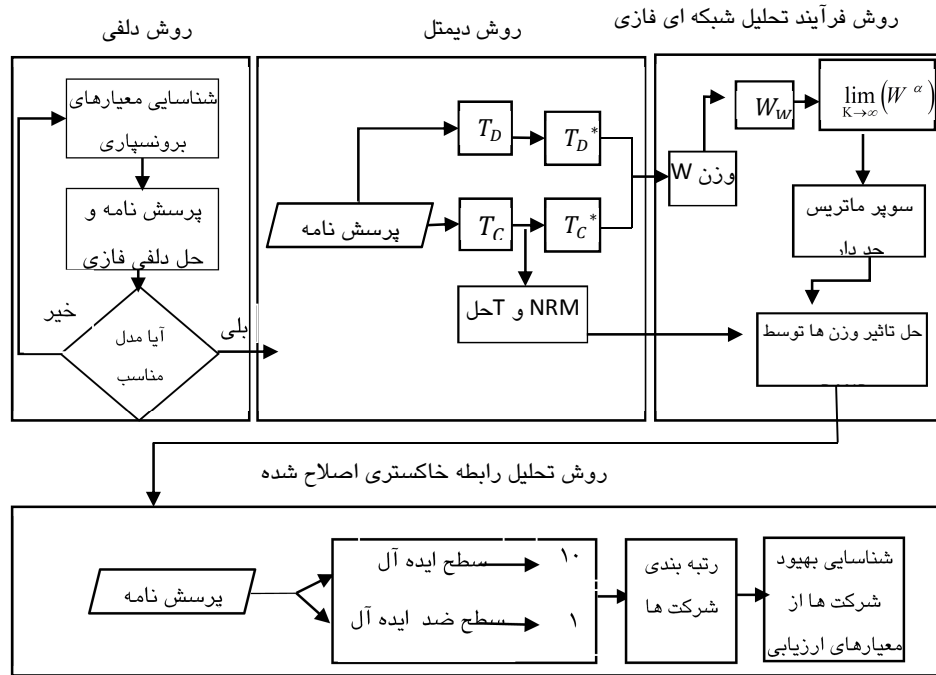 روش دلفی
روش دیمتل
روش فرآیند تحلیل شبکه ای فازی
شناسایی معیارهای
برونسپاری
پرسش نامه و
حل دلفی فازی
آیا مدل
مناسب
خیر
بلی
پرسش نامه
T_D
T_D*
T_C
T_C*
حل T و NRM
وزن W
W_W
lim K→∞ (W^α)
سوپر ماتریس
حد دار
حل تاثیر وزن ها توسط
روش تحلیل رابطه خاکستری اصلاح شده
پرسش نامه
سطح ایده آل ۱۰
سطح ضد ایده آل ۱
رتبه بندی
شرکت ها
شناسایی بهبود
شرکت ها از
معیارهای ارزیابی